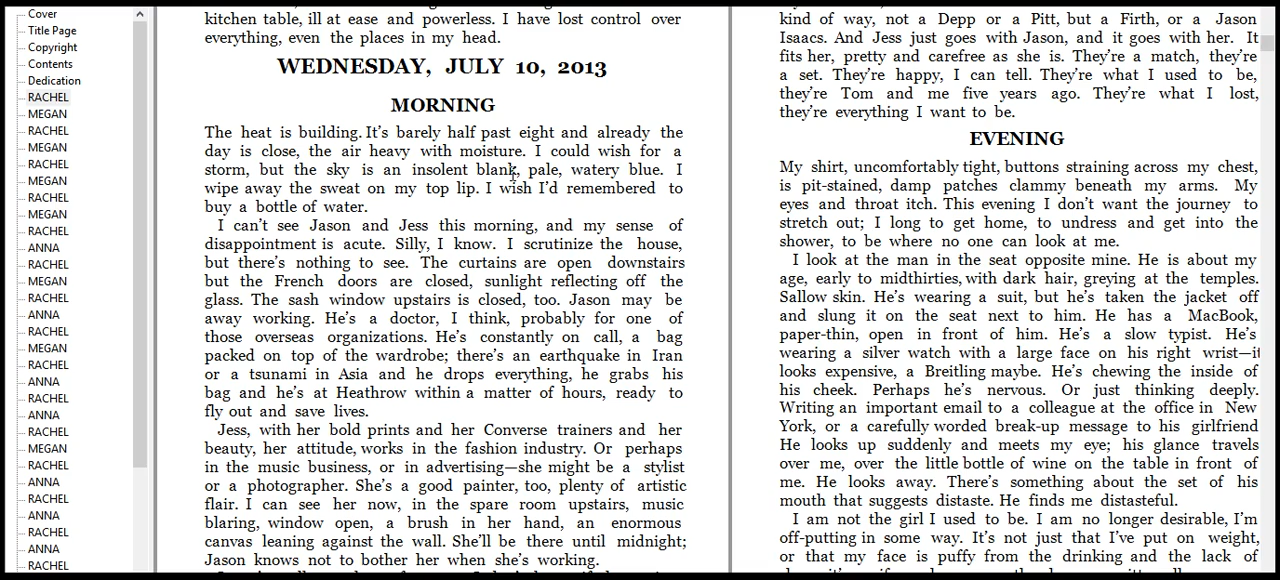 Cover
Title Page
Copyright
Contents
Dedication
RACHEL
MEGAN
RACHEL
MEGAN
RACHEL
MEGAN
RACHEL
MEGAN
RACHEL
ANNA
RACHEL
MEGAN
RACHEL
ANNA
RACHEL
MEGAN
RACHEL
ANNA
RACHEL
ANNA
RACHEL
MEGAN
RACHEL
ANNA
RACHEL
ANNA
RACHEL
ANNA
RACHEL
kitchen table, ill at ease and powerless. I have lost control over
everything, even the places in my head.
WEDNESDAY, JULY 10, 2013
MORNING
The heat is building. It's barely half past eight and already the
day is close, the air heavy with moisture. I could wish for a
storm, but the sky is an insolent blank, pale, watery blue. I
wipe away the sweat on my top lip. I wish I'd remembered to
buy a bottle of water.
I can't see Jason and Jess this morning, and my sense of
disappointment is acute. Silly, I know. I scrutinize the house,
but there's nothing to see. The curtains are open downstairs
but the French doors are closed, sunlight reflecting off the
glass. The sash window upstairs is closed, too. Jason may be
away working. He's a doctor, I think, probably for one of
those overseas organizations. He's constantly on call, a bag
packed on top of the wardrobe; there's an earthquake in Iran
or a tsunami in Asia and he drops everything, he grabs his
bag and he's at Heathrow within a matter of hours, ready to
fly out and save lives.
Jess, with her bold prints and her Converse trainers and her
beauty, her attitude, works in the fashion industry. Or perhaps
in the music business, or in advertising—she might be a stylist
or a photographer. She's a good painter, too, plenty of artistic
flair. I can see her now, in the spare room upstairs, music
blaring, window open, a brush in her hand, an enormous
canvas leaning against the wall. She'll be there until midnight;
Jason knows not to bother her when she's working.
kind of way, not a Depp or a Pitt, but a Firth, or a Jason
Isaacs. And Jess just goes with Jason, and it goes with her. It
fits her, pretty and carefree as she is. They're a match, they're
a set. They're happy, I can tell. They're what I used to be,
they're Tom and me five years ago. They're what I lost,
they're everything I want to be.
EVENING
My shirt, uncomfortably tight, buttons straining across my chest,
is pit-stained, damp patches clammy beneath my arms. My
eyes and throat itch. This evening I don't want the journey to
stretch out; I long to get home, to undress and get into the
shower, to be where no one can look at me.
I look at the man in the seat opposite mine. He is about my
age, early to midthirties, with dark hair, greying at the temples.
Sallow skin. He's wearing a suit, but he's taken the jacket off
and slung it on the seat next to him. He has a MacBook,
paper-thin, open in front of him. He's a slow typist. He's
wearing a silver watch with a large face on his right wrist—it
looks expensive, a Breitling maybe. He's chewing the inside of
his cheek. Perhaps he's nervous. Or just thinking deeply.
Writing an important email to a colleague at the office in New
York, or a carefully worded break-up message to his girlfriend
He looks up suddenly and meets my eye; his glance travels
over me, over the little bottle of wine on the table in front of
me. He looks away. There's something about the set of his
mouth that suggests distaste. He finds me distasteful.
I am not the girl I used to be. I am no longer desirable, I'm
off-putting in some way. It's not just that I've put on weight,
or that my face is puffy from the drinking and the lack of